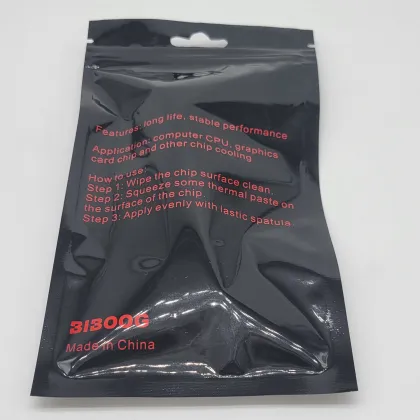 Features: long life, stable performance
Application: computer CPU, graphics
card chip and other chip cooling
How to use
Step 1: Wipe the chip surface clean.
Step 2: Squeeze some thermal paste on
the surface of the chip.
Step 3: Apply evenly with lastic spatula
BIBOOG
Made in China